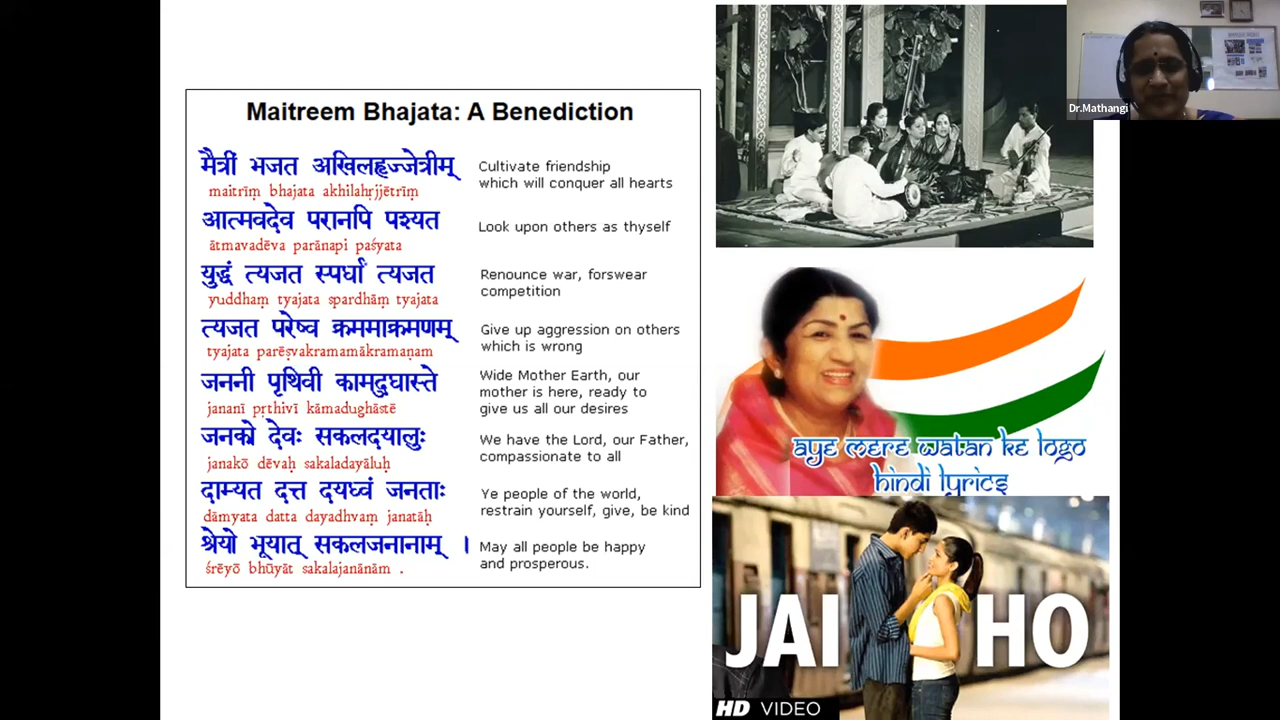 Maitreem Bhajata: A Benediction
मैत्रीं भजत अखिलहृज्जेत्रीम्
maitrīṃ bhajata akhilahṛjjētrīṃ
Cultivate friendship
which will conquer all hearts
आत्मवदेव परानपि पश्यत
ātmavadēva parānapi paśyata
Look upon others as thyself
युद्धं त्यजत स्पर्धां त्यजत
yuddhaṃ tyajata spardhāṃ tyajata
Renounce war, forswear
competition
त्यजत परेष्व क्रममाक्रमणम्
tyajata parēṣvakramamākramaṇam
Give up aggression on others
which is wrong
जननी पृथिवी कामदुघास्ते
jananī pṛthivī kāmadughāstē
Wide Mother Earth, our
mother is here, ready to
give us all our desires
जनको देवः सकलदयालुः
janakō dēvaḥ sakaladayāluḥ
We have the Lord, our Father,
compassionate to all
दाम्यत दत्त दयध्वं जनताः
dāmyata datta dayadhvaṃ janatāḥ
Ye people of the world,
restrain yourself, give, be kind
श्रेयो भूयात् सकलजनानाम् ।
śrēyō bhūyāt sakalajanānām .
May all people be happy
and prosperous.
Dr.Mathangi
aye mere watan ke logo
hindi lyrics
JAI HO
HD VIDEO